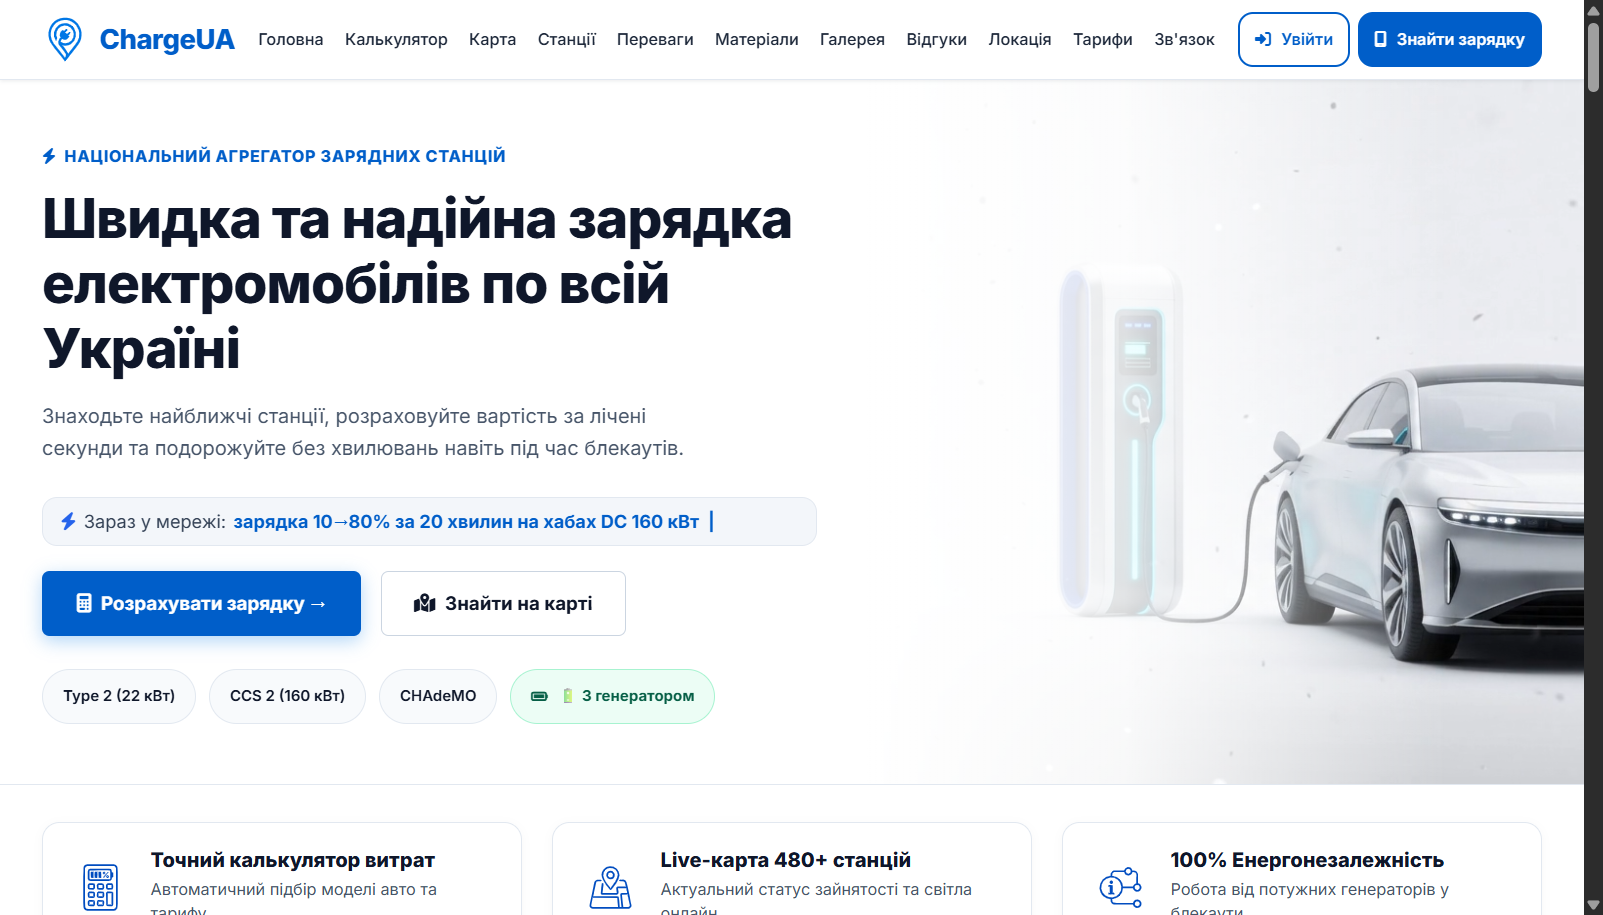 ChargeUA
Головна
Калькулятор
Карта
Станції
Переваги
Матеріали
Галерея
Відгуки
Локація
Тарифи
Зв'язок
Увійти
Знайти зарядку
НАЦІОНАЛЬНИЙ АГРЕГАТОР ЗАРЯДНИХ СТАНЦІЙ
Швидка та надійна зарядка
електромобілів по всій
Україні
Знаходьте найближчі станції, розраховуйте вартість за лічені
секунди та подорожуйте без хвилювань навіть під час блекаутів.
Зараз у мережі: зарядка 10→80% за 20 хвилин на хабах DC 160 кВт |
Розрахувати зарядку →
Знайти на карті
Type 2 (22 кВт)
CCS 2 (160 кВт)
CHAdeMO
🔋 З генератором
Точний калькулятор витрат
Автоматичний підбір моделі авто та
тарифу
Live-карта 480+ станцій
Актуальний статус зайнятості та світла
онлайн
100% Енергонезалежність
Робота від потужних генераторів у
блекаути